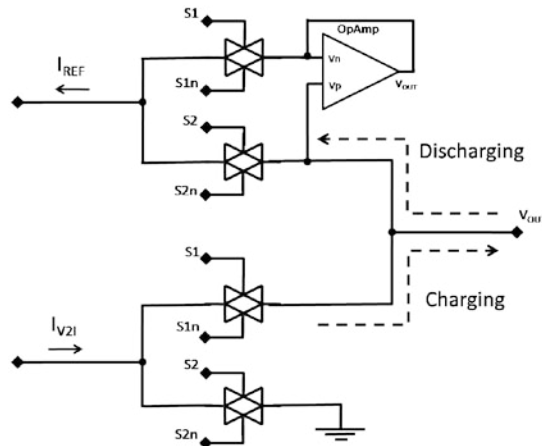 S1
OpAmp
Vn
IREF
S1n
Vp
VOUT
S2
Discharging
S2n
VOUT
S1
Charging
S1n
IV2I
S2
S2n